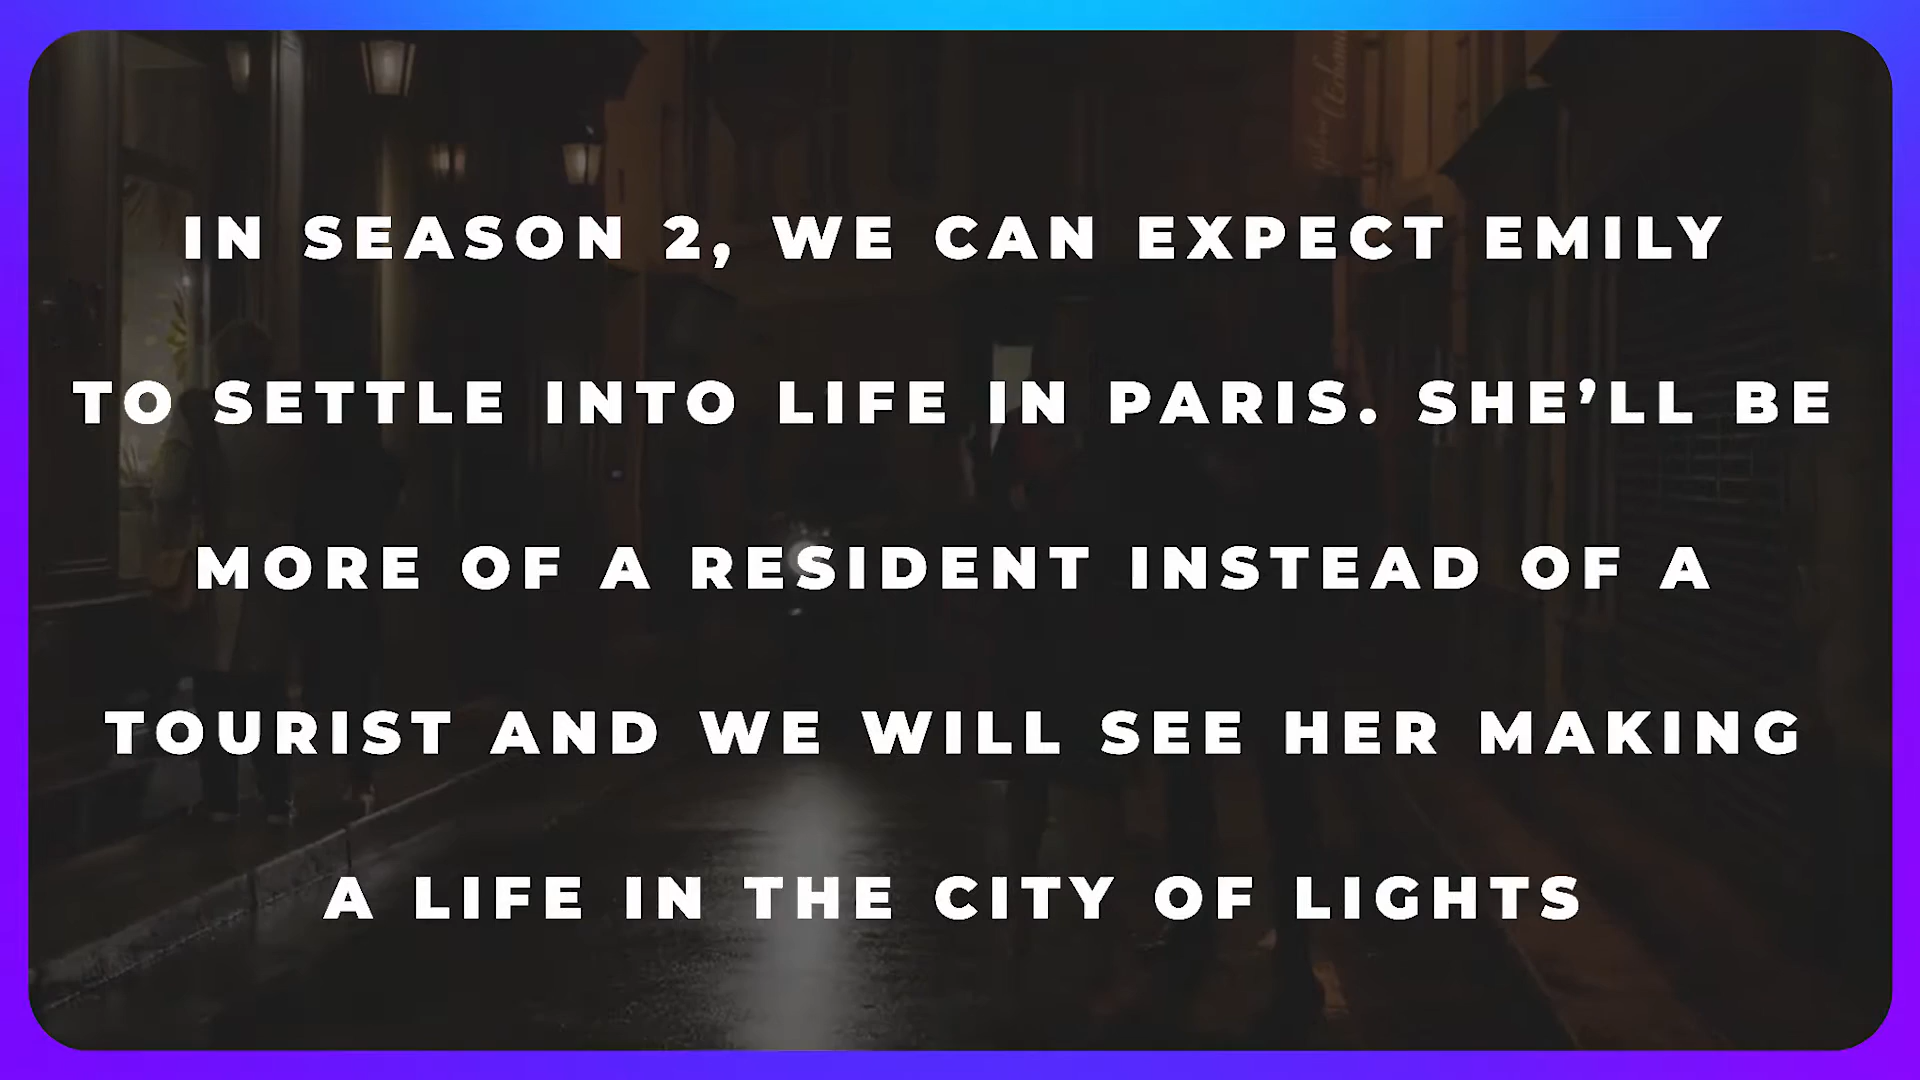 IN SEASON 2, WE CAN EXPECT EMILY
TO SETTLE INTO LIFE IN PARIS. SHE’LL BE
MORE OF A RESIDENT INSTEAD OF A
TOURIST AND WE WILL SEE HER MAKING
A LIFE IN THE CITY OF LIGHTS